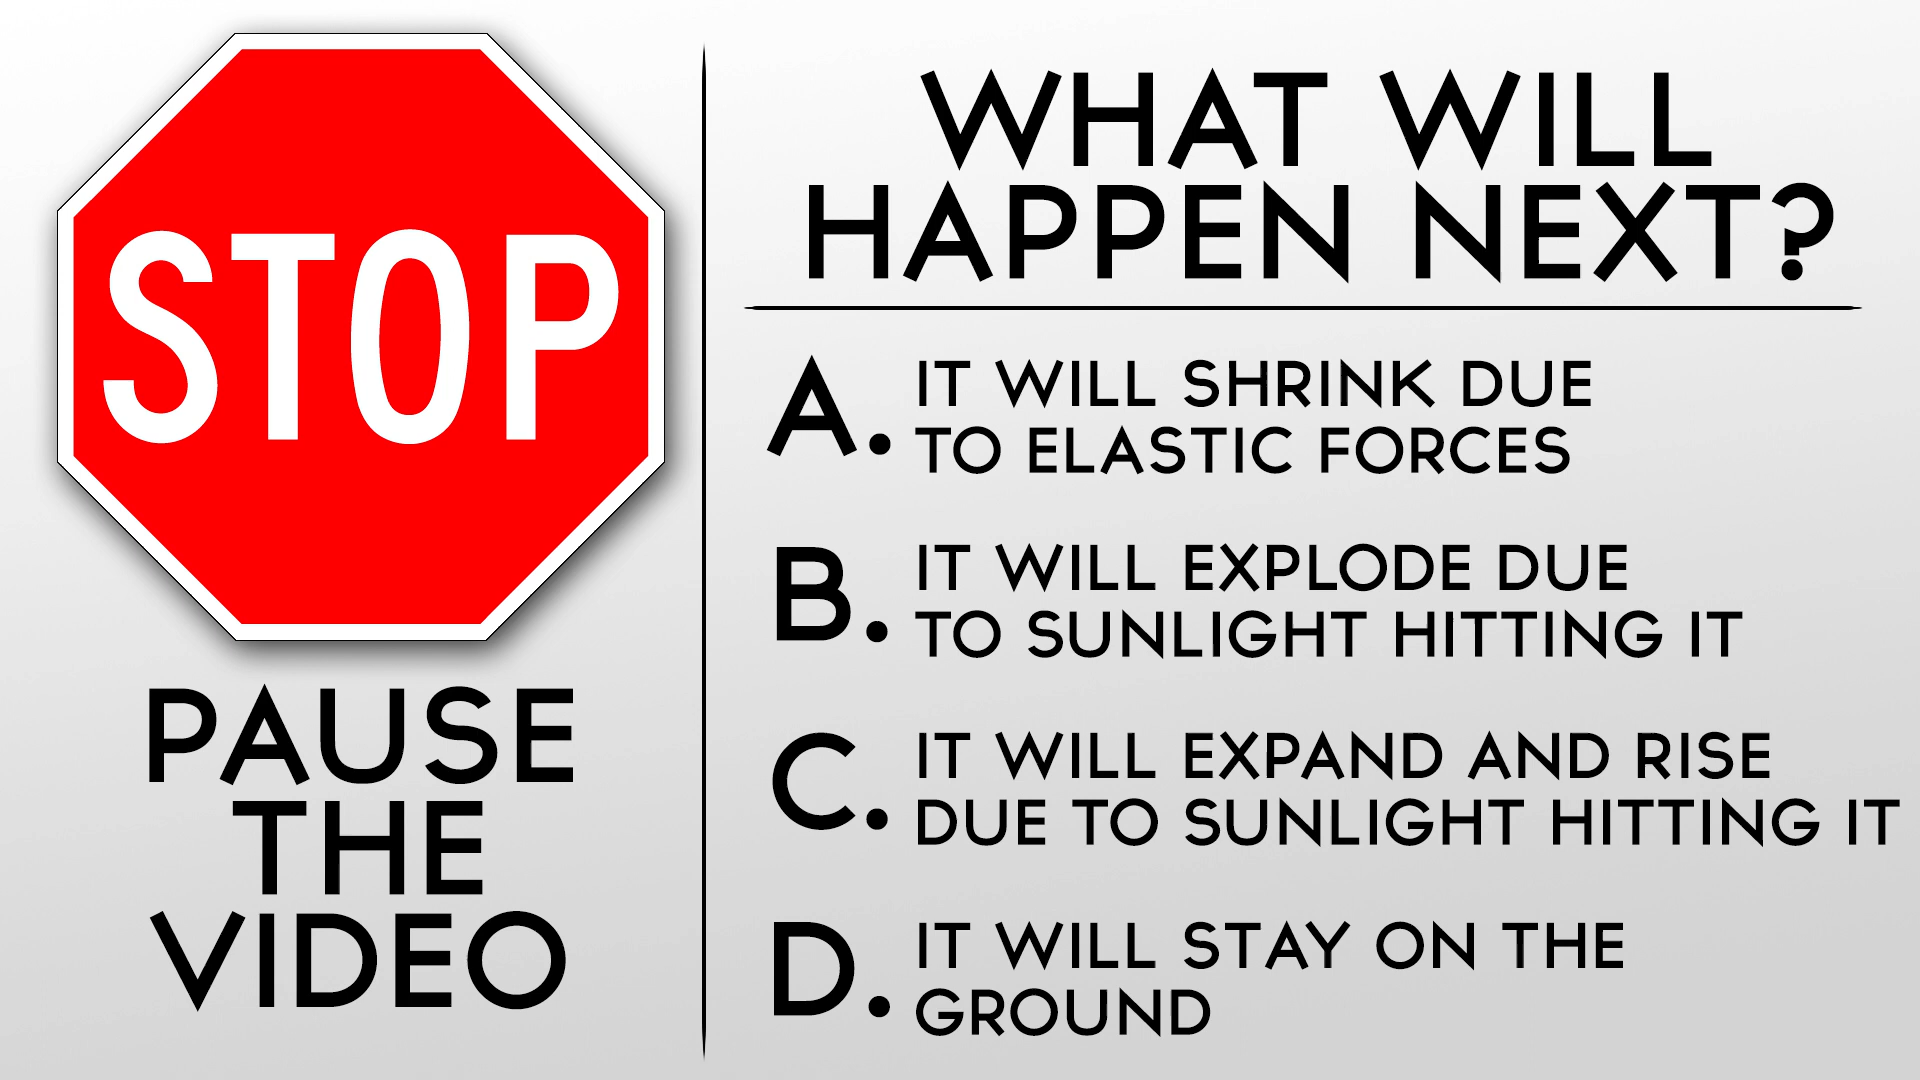 STOP
PAUSE
THE
VIDEO
WHAT WILL
HAPPEN NEXT?
A. IT WILL SHRINK DUE
TO ELASTIC FORCES
B. IT WILL EXPLODE DUE
TO SUNLIGHT HITTING IT
C. IT WILL EXPAND AND RISE
DUE TO SUNLIGHT HITTING IT
D. IT WILL STAY ON THE
GROUND